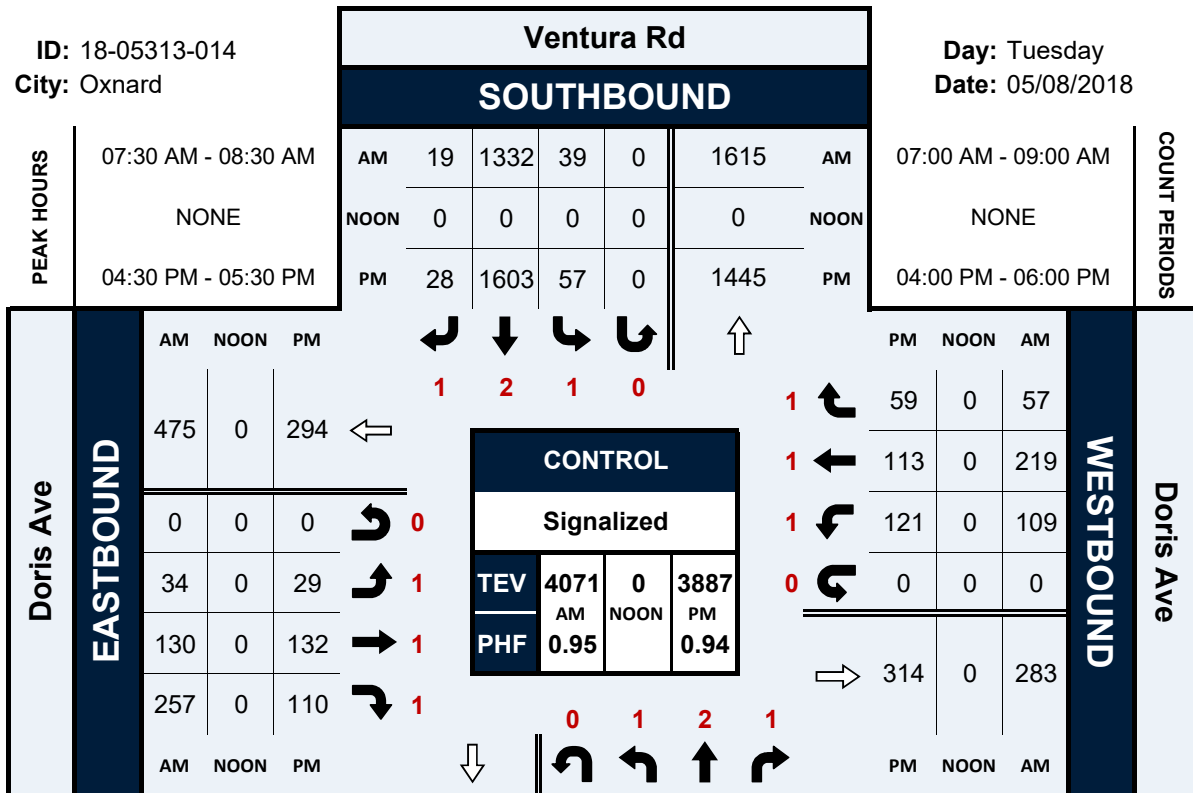 ID: 18-05313-014
City: Oxnard
Ventura Rd
SOUTHBOUND
Day: Tuesday
Date: 05/08/2018
PEAK HOURS
07:30 AM - 08:30 AM
NONE
04:30 PM - 05:30 PM
AM 19 1332 39 0 1615 AM
NOON 0 0 0 0 0 NOON
PM 28 1603 57 0 1445 PM
07:00 AM - 09:00 AM
NONE
04:00 PM - 06:00 PM
COUNT PERIODS
1 2 1 0
Doris Ave
EASTBOUND
AM NOON PM
475 0 294
0 0 0 0
34 0 29 1
130 0 132 1
257 0 110 1
AM NOON PM
CONTROL
Signalized
TEV 4071 0 3887
AM NOON PM
PHF 0.95 0.94
PM NOON AM
1 59 0 57
1 113 0 219
1 121 0 109
0 0 0 0
314 0 283
PM NOON AM
WESTBOUND
Doris Ave
0 1 2 1